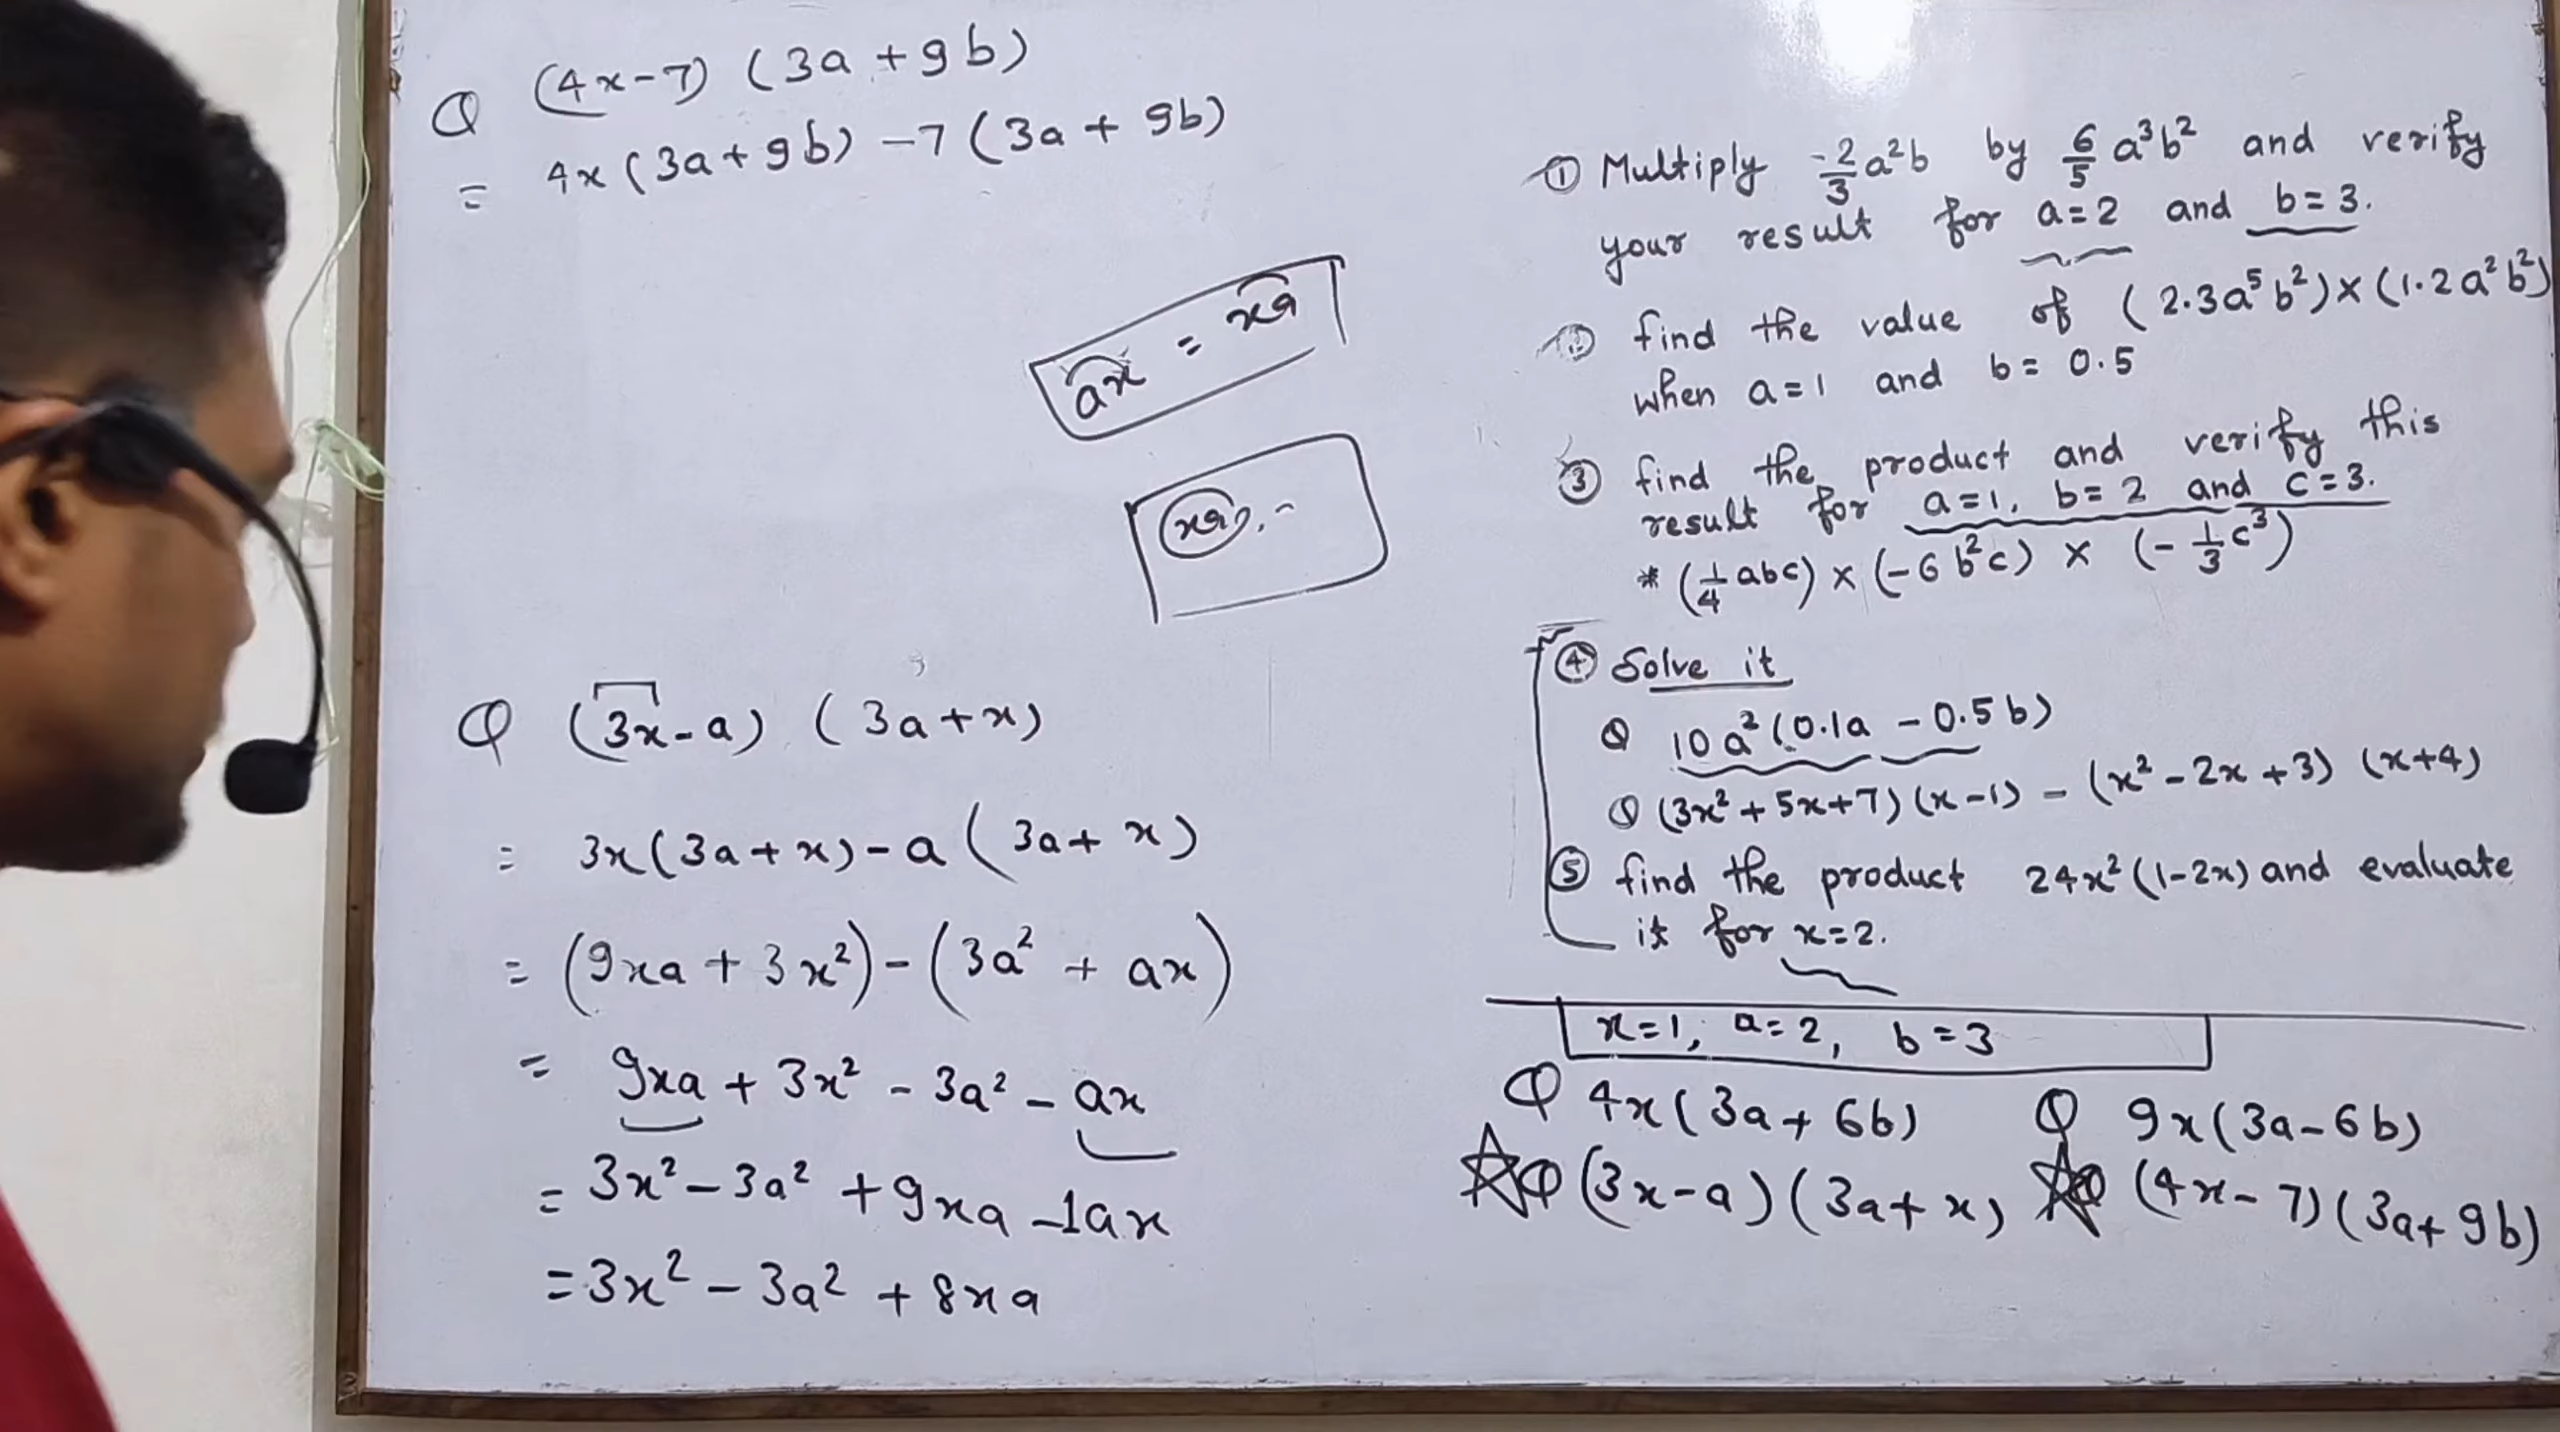 Q (4x-7) (3a+9b)
= 4x(3a+9b) -7(3a+9b)
ax = xa
xa
Q (3x-a) (3a+x)
= 3x(3a+x)-a(3a+x)
= (9xa+3x²)-(3a²+ax)
= 9xa+3x²-3a²-ax
= 3x²-3a²+9xa-1ax
= 3x²-3a²+8xa
① Multiply -2/3 a²b by 6/5 a³b² and verify
your result for a=2 and b=3.
② find the value of (2.3a⁵b²)×(1.2a²b²)
when a=1 and b=0.5
③ find the product and verify this
result for a=1, b=2 and c=3.
* (1/4 abc) × (-6b²c) × (-1/3 c³)
④ Solve it
Q 10a²(0.1a-0.5b)
Q (3x²+5x+7)(x-1)-(x²-2x+3)(x+4)
⑤ find the product 24x²(1-2x) and evaluate
it for x=2.
x=1, a=2, b=3
Q 4x(3a+6b) Q 9x(3a-6b)
☆Q (3x-a)(3a+x) ☆Q (4x-7)(3a+9b)